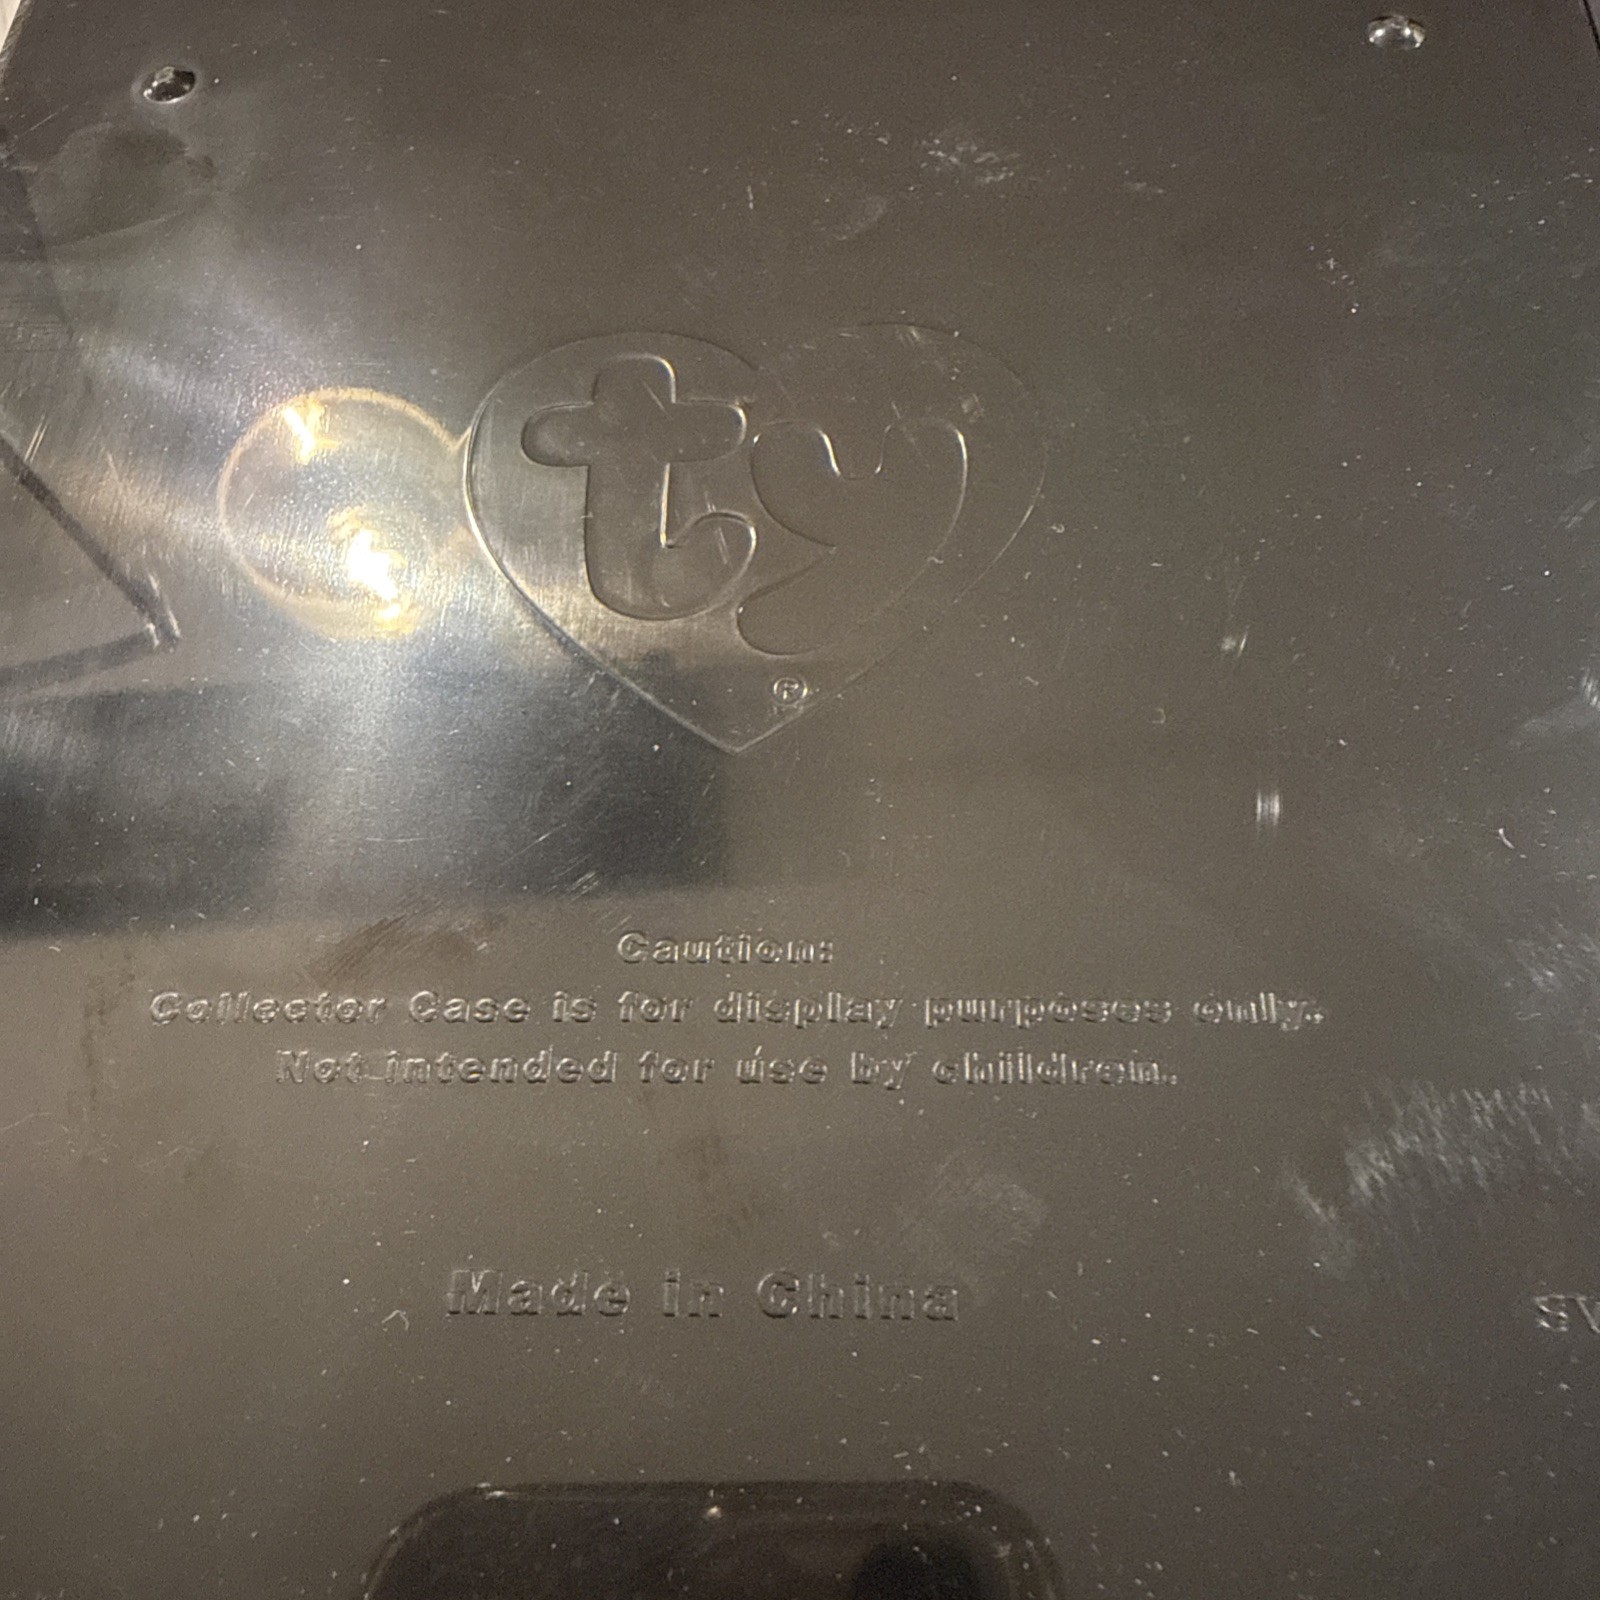 ty
®
Caution:
Collector Case is for display purposes only.
Not intended for use by children.
Made in China